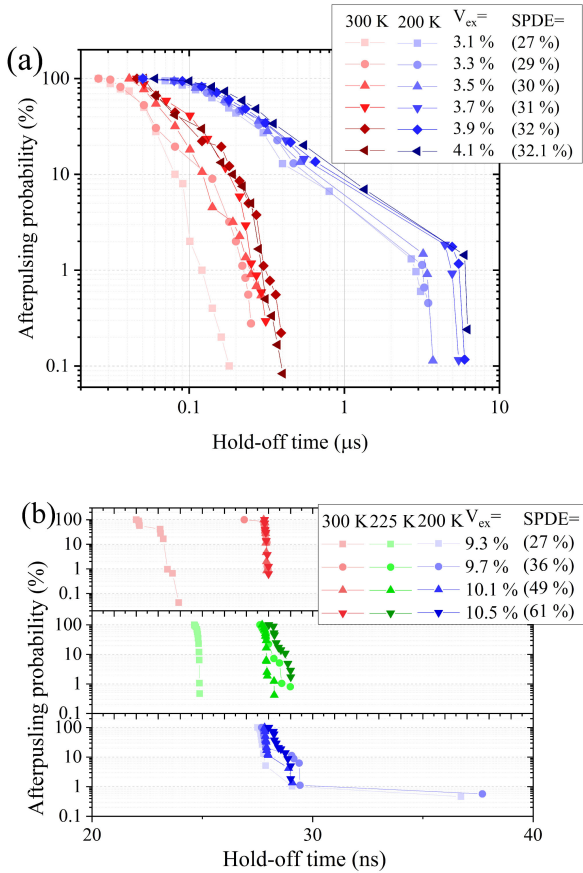 (a)
300 K 200 K Vex= SPDE=
3.1 % (27 %)
3.3 % (29 %)
3.5 % (30 %)
3.7 % (31 %)
3.9 % (32 %)
4.1 % (32.1 %)
Afterpulsing probability (%)
100
10
1
0.1
0.1 1 10
Hold-off time (μs)
(b)
300 K 225 K 200 K Vex= SPDE=
9.3 % (27 %)
9.7 % (36 %)
10.1 % (49 %)
10.5 % (61 %)
Afterpusling probability (%)
100
10
1
0.1
100
10
1
0.1
100
10
1
0.1
20 30 40
Hold-off time (ns)